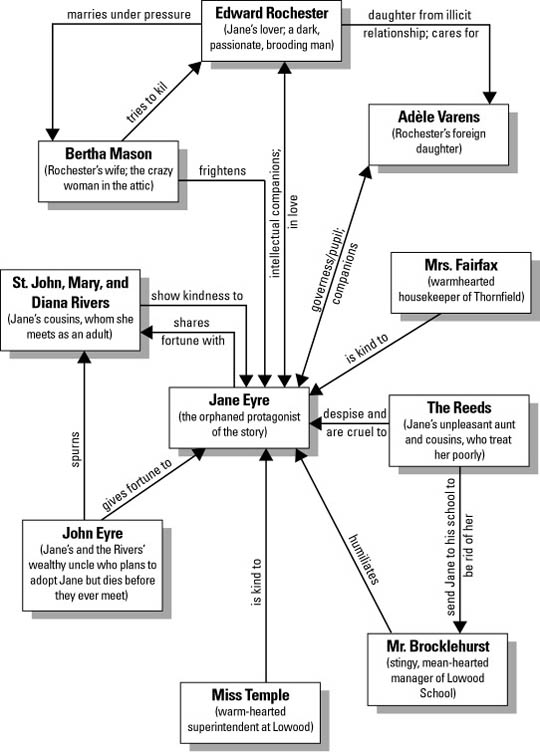 marries under pressure
Edward Rochester
(Jane's lover; a dark,
passionate, brooding man)
daughter from illicit
relationship; cares for
tries to kil
Adèle Varens
(Rochester's foreign
daughter)
Bertha Mason
(Rochester's wife; the crazy
woman in the attic)
frightens
intellectual companions;
in love
governess/pupil;
companions
Mrs. Fairfax
(warmhearted
housekeeper of Thornfield)
St. John, Mary, and
Diana Rivers
(Jane's cousins, whom she
meets as an adult)
show kindness to
shares
fortune with
is kind to
Jane Eyre
(the orphaned protagonist
of the story)
despise and
are cruel to
The Reeds
(Jane's unpleasant aunt
and cousins, who treat
her poorly)
spurns
gives fortune to
John Eyre
(Jane's and the Rivers'
wealthy uncle who plans to
adopt Jane but dies before
they ever meet)
is kind to
humiliates
send Jane to his school to
be rid of her
Mr. Brocklehurst
(stingy, mean-hearted
manager of Lowood
School)
Miss Temple
(warm-hearted
superintendent at Lowood)